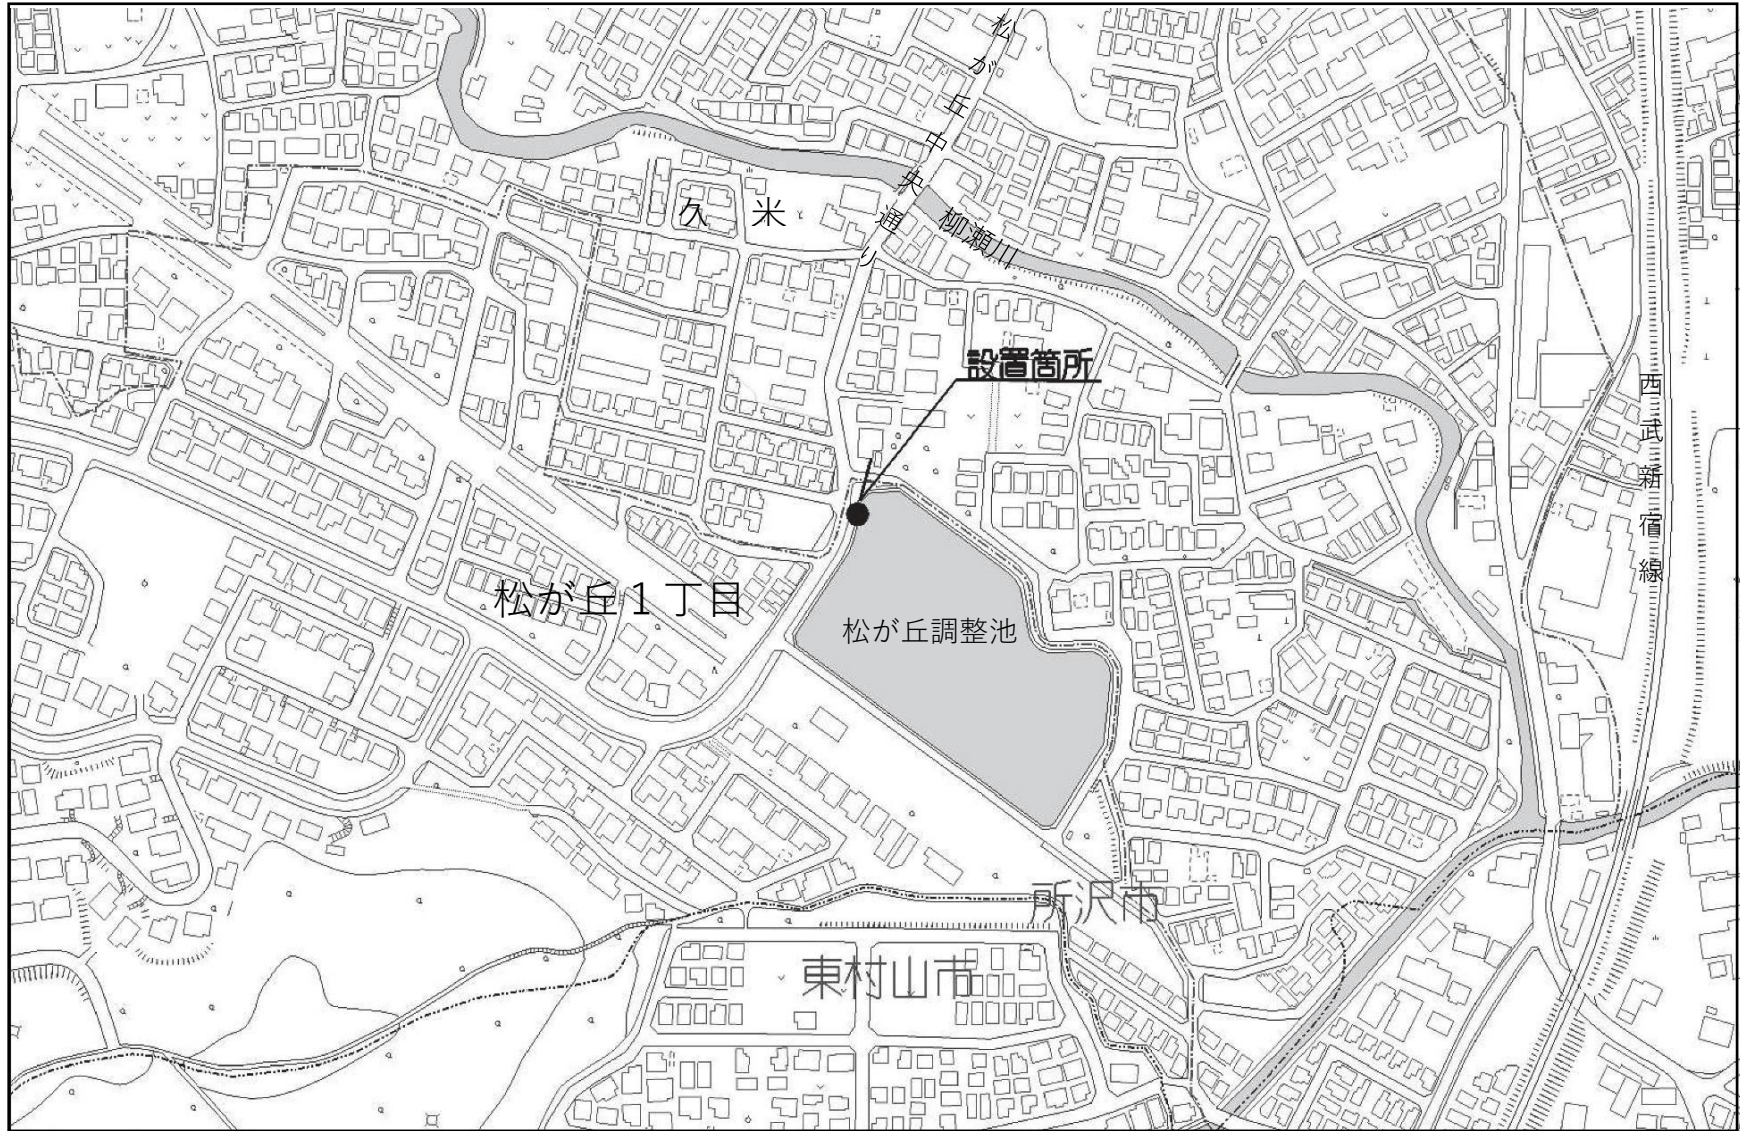 松が丘中央通り
久米
柳瀬川
設置箇所
西武新宿線
松が丘1丁目
松が丘調整池
所沢市
東村山市